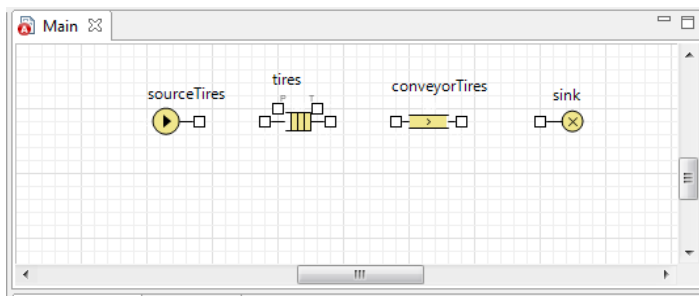 Main
tires
P T
sourceTires
conveyorTires
sink